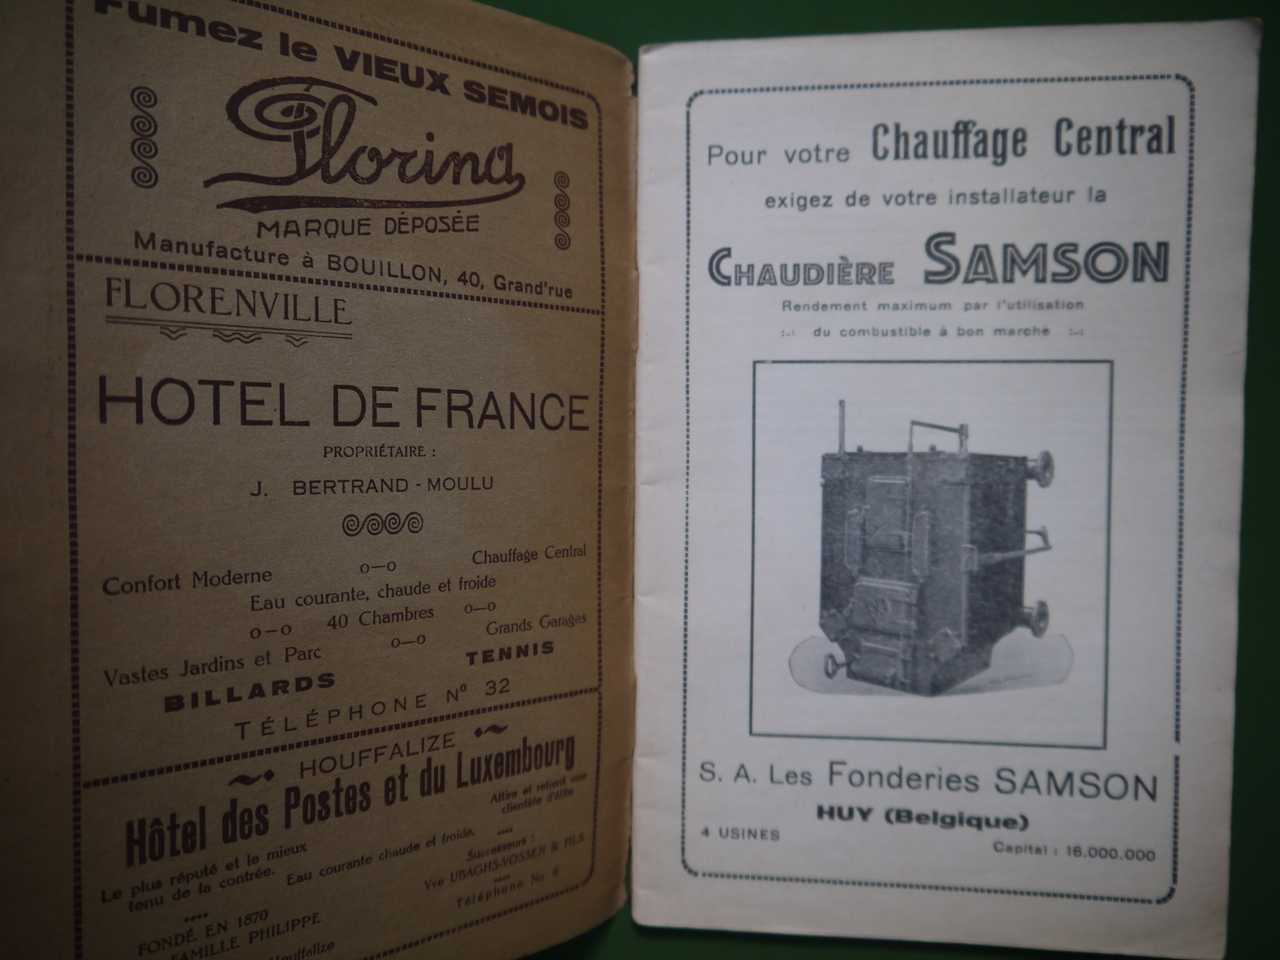 Fumez le VIEUX SEMOIS
Florina
MARQUE DÉPOSÉE
Manufacture à BOUILLON, 40, Grand'rue
FLORENVILLE
HOTEL DE FRANCE
PROPRIÉTAIRE :
J. BERTRAND - MOULU
Confort Moderne o—o Chauffage Central
Eau courante, chaude et froide
o—o 40 Chambres o—o
Vastes Jardins et Parc o—o Grands Garages
BILLARDS TENNIS
TÉLÉPHONE Nº 32
HOUFFALIZE
Hôtel des Postes et du Luxembourg
Le plus réputé et le mieux
tenu de la contrée.
Attire et retient une
clientèle d'élite
Eau courante chaude et froide.
FONDÉ EN 1870
FAMILLE PHILIPPE
Houffalize
Successeurs :
Vve UBAGHS-VOSSEN & FILS
Téléphone No 6
Pour votre Chauffage Central
exigez de votre installateur la
CHAUDIÈRE SAMSON
Rendement maximum par l'utilisation
:-: du combustible à bon marché :-:
S. A. Les Fonderies SAMSON
HUY (Belgique)
4 USINES
Capital : 16.000.000